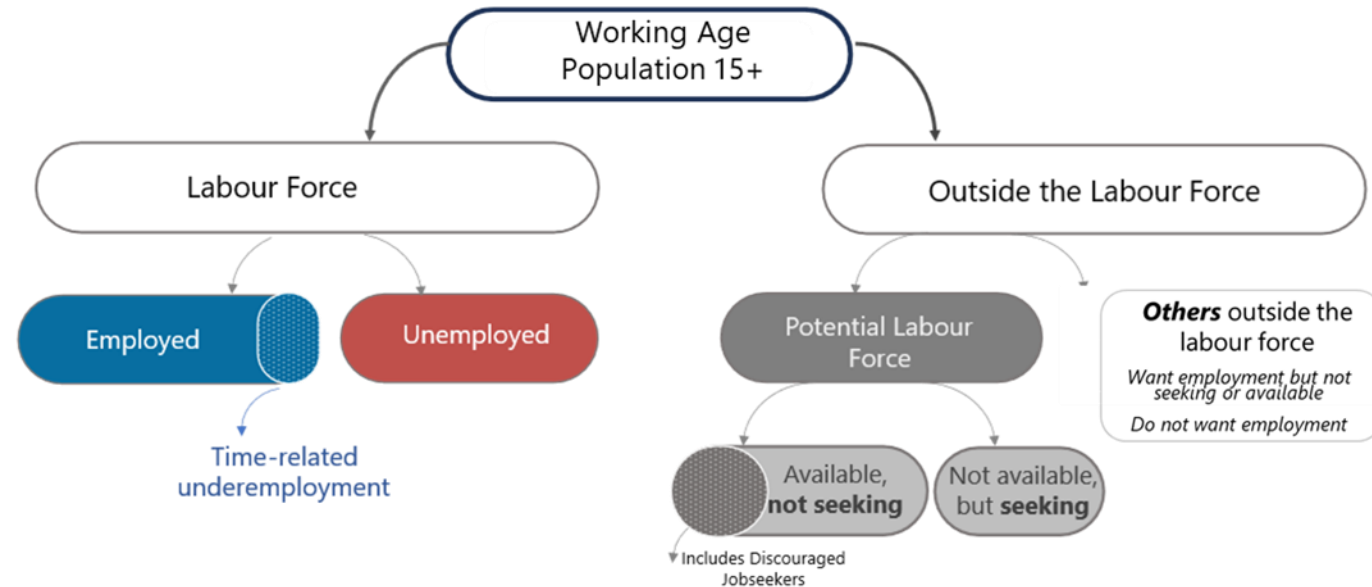 Working Age
Population 15+
Labour Force
Outside the Labour Force
Employed
Unemployed
Potential Labour
Force
Others outside the
labour force
Want employment but not
seeking or available
Do not want employment
Time-related
underemployment
Available,
not seeking
Not available,
but seeking
Includes Discouraged
Jobseekers